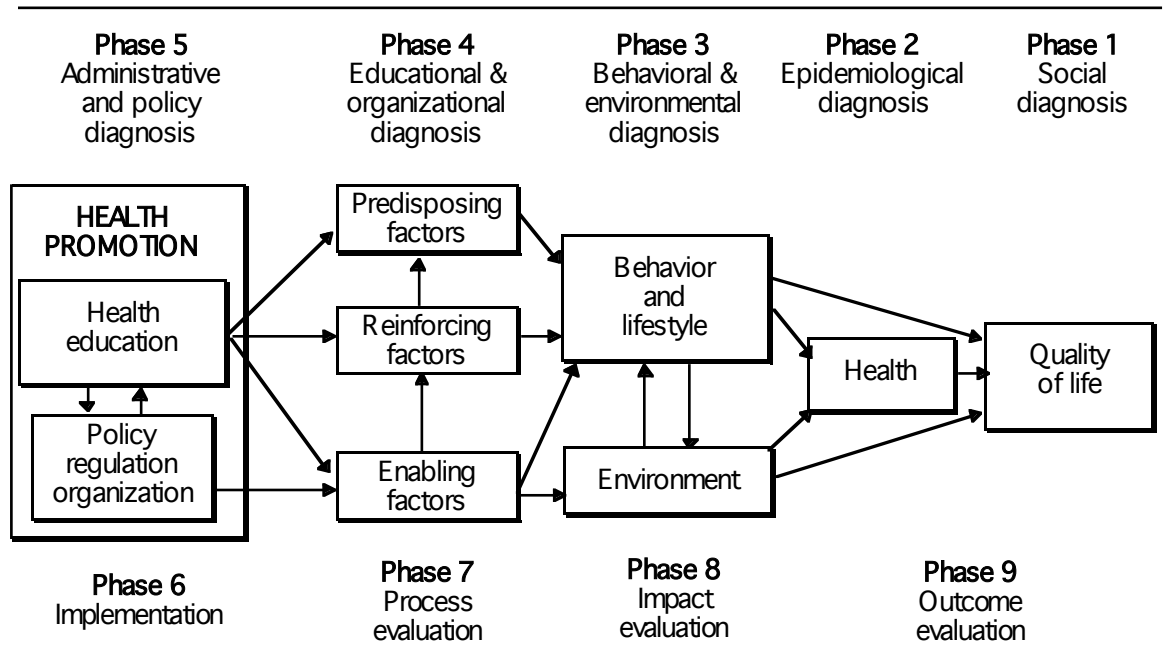 Phase 5
Administrative
and policy
diagnosis
Phase 4
Educational &
organizational
diagnosis
Phase 3
Behavioral &
environmental
diagnosis
Phase 2
Epidemiological
diagnosis
Phase 1
Social
diagnosis
HEALTH
PROMOTION
Health
education
Policy
regulation
organization
Predisposing
factors
Reinforcing
factors
Enabling
factors
Behavior
and
lifestyle
Environment
Health
Quality
of life
Phase 6
Implementation
Phase 7
Process
evaluation
Phase 8
Impact
evaluation
Phase 9
Outcome
evaluation